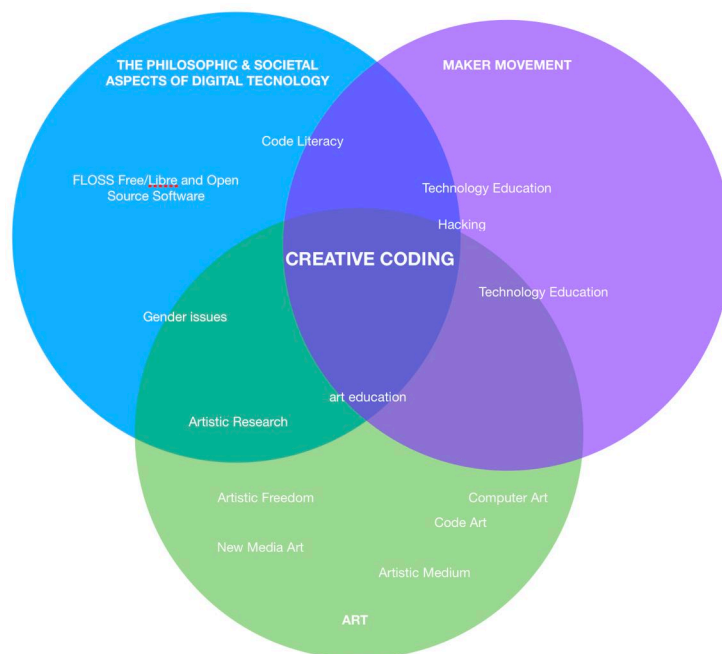 THE PHILOSOPHIC & SOCIETAL
ASPECTS OF DIGITAL TECNOLOGY
MAKER MOVEMENT
Code Literacy
FLOSS Free/Libre and Open
Source Software
Technology Education
Hacking
CREATIVE CODING
Technology Education
Gender issues
art education
Artistic Research
Artistic Freedom
Computer Art
Code Art
New Media Art
Artistic Medium
ART